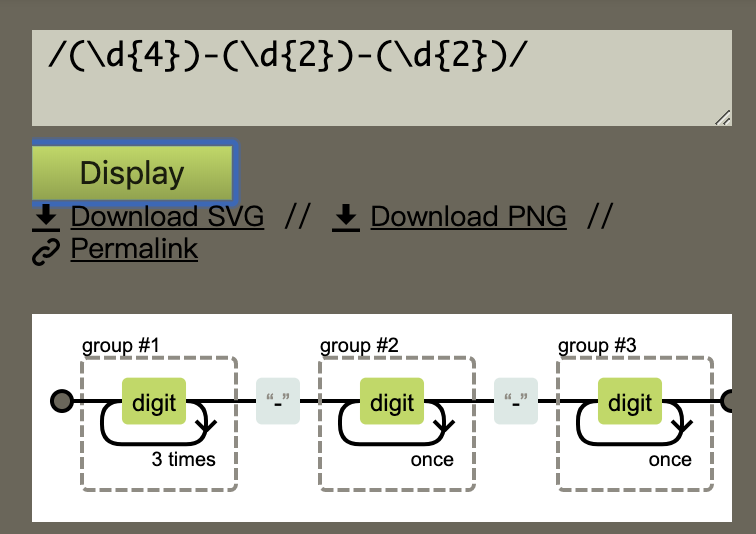 /(\d{4})-(\d{2})-(\d{2})/
Display
Download SVG // Download PNG //
Permalink
group #1 group #2 group #3
digit “-” digit “-” digit
3 times once once